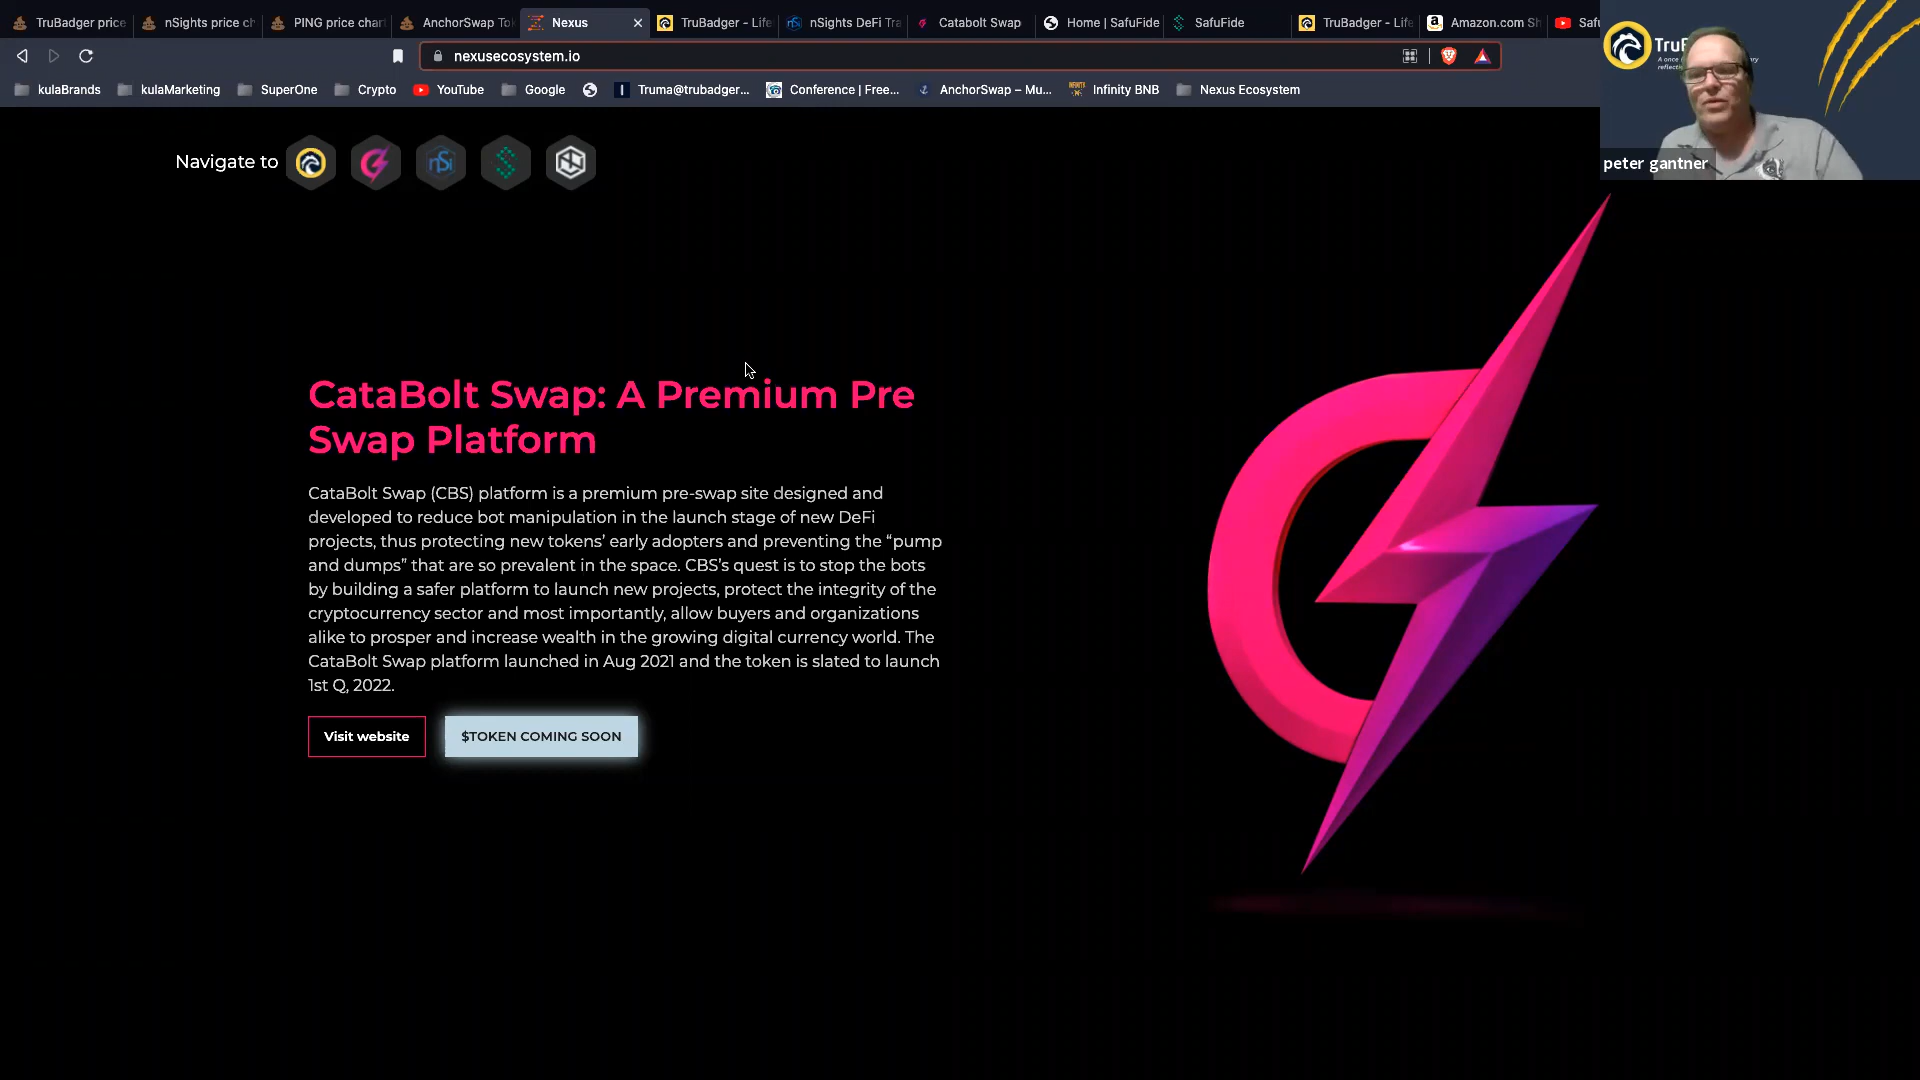 TruBadger price
nSights price ch
PING price chart
AnchorSwap Tok
Nexus
TruBadger - Life
nSights DeFi Tra
Catabolt Swap
Home | SafuFide
SafuFide
TruBadger - Life
Amazon.com Sh
Safu
nexusecosystem.io
kulaBrands
kulaMarketing
SuperOne
Crypto
YouTube
Google
Truma@trubadger...
Conference | Free...
AnchorSwap – Mu...
Infinity BNB
Nexus Ecosystem
peter gantner
Navigate to
CataBolt Swap: A Premium Pre
Swap Platform
CataBolt Swap (CBS) platform is a premium pre-swap site designed and
developed to reduce bot manipulation in the launch stage of new DeFi
projects, thus protecting new tokens’ early adopters and preventing the “pump
and dumps” that are so prevalent in the space. CBS’s quest is to stop the bots
by building a safer platform to launch new projects, protect the integrity of the
cryptocurrency sector and most importantly, allow buyers and organizations
alike to prosper and increase wealth in the growing digital currency world. The
CataBolt Swap platform launched in Aug 2021 and the token is slated to launch
1st Q, 2022.
Visit website
$TOKEN COMING SOON